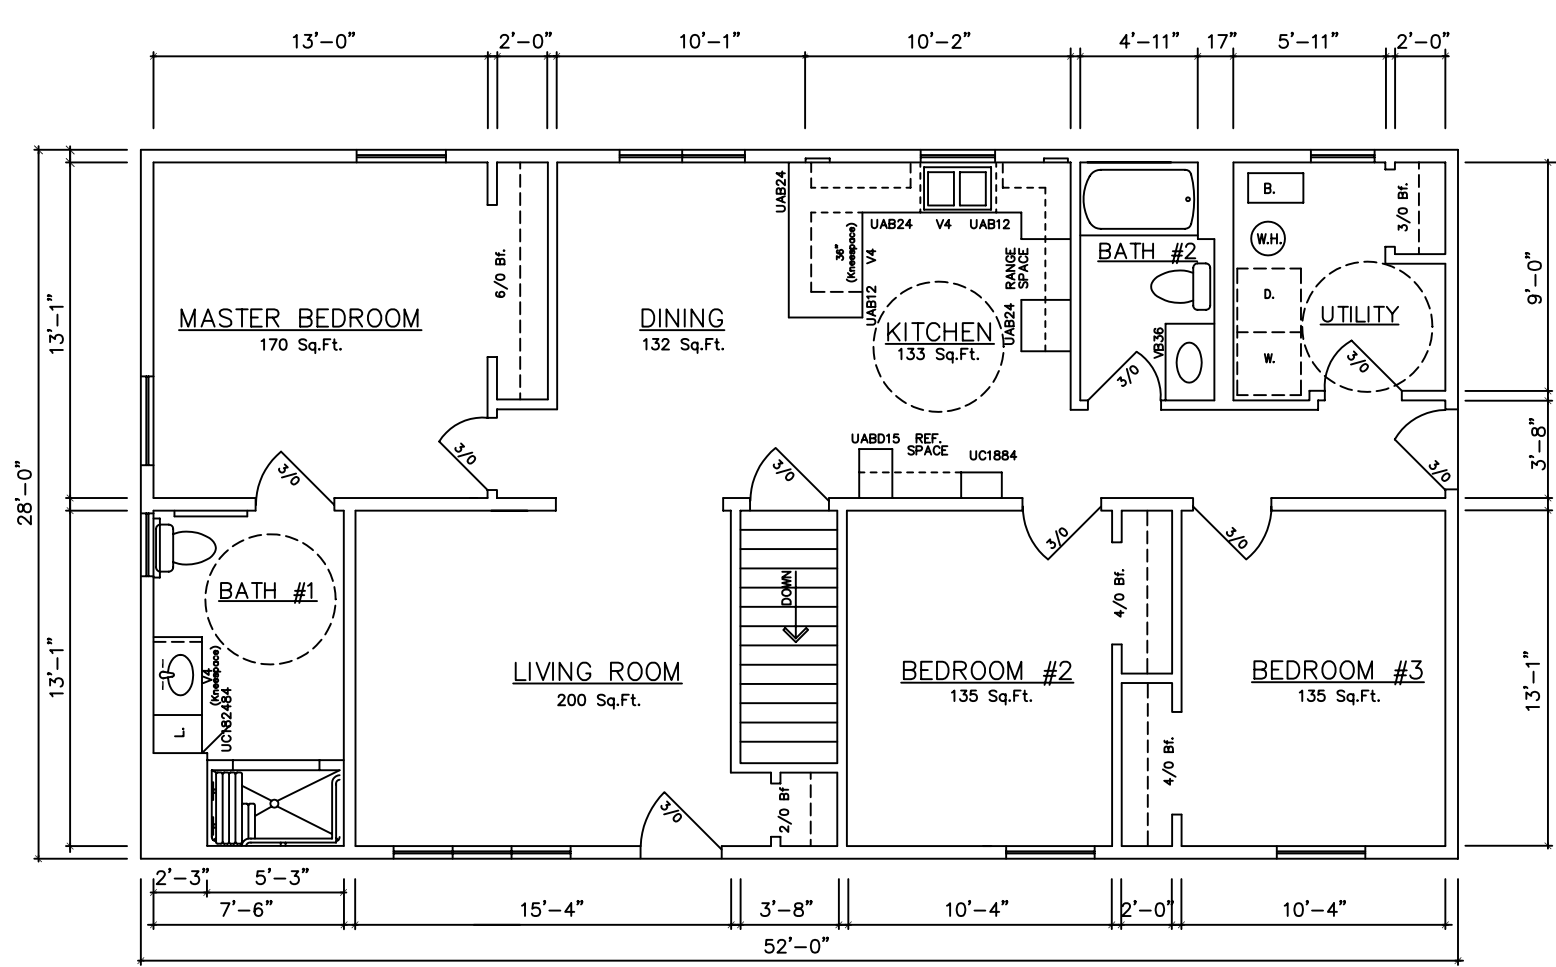 13'-0" 2'-0" 10'-1" 10'-2" 4'-11" 17" 5'-11" 2'-0"
UAB24
UAB24 V4 UAB12
36"
(Kneespace)
V4
UAB12
RANGE
SPACE
UAB24
6/0 Bf.
BATH #2
B.
W.H.
3/0 Bf.
D.
W.
VB36
3/0
3/0
UTILITY
MASTER BEDROOM
170 Sq.Ft.
DINING
132 Sq.Ft.
KITCHEN
133 Sq.Ft.
13'-1"
9'-0"
28'-0"
3'-8"
3/0
3/0
3/0
UABD15 REF.
SPACE
UC1884
3/0
3/0
3/0
BATH #1
DOWN
4/0 Bf.
13'-1"
13'-1"
V4
(Kneespace)
UC182484
L.
LIVING ROOM
200 Sq.Ft.
BEDROOM #2
135 Sq.Ft.
BEDROOM #3
135 Sq.Ft.
4/0 Bf.
3/0
2/0 Bf
2'-3" 5'-3"
7'-6" 15'-4" 3'-8" 10'-4" 2'-0" 10'-4"
52'-0"